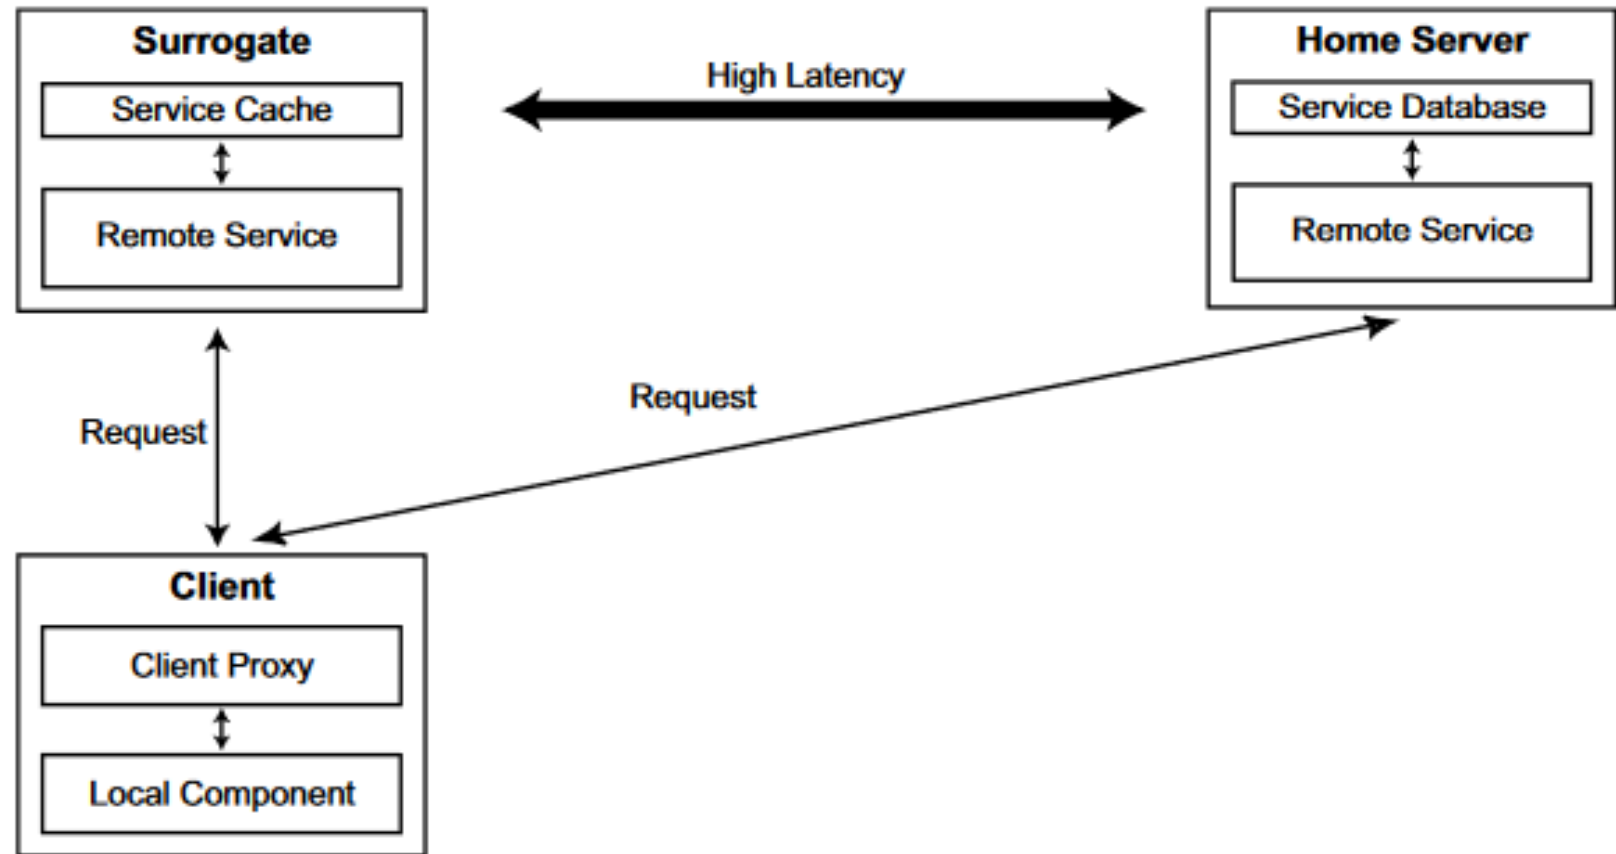 Surrogate
Service Cache
Remote Service
High Latency
Home Server
Service Database
Remote Service
Request
Request
Client
Client Proxy
Local Component